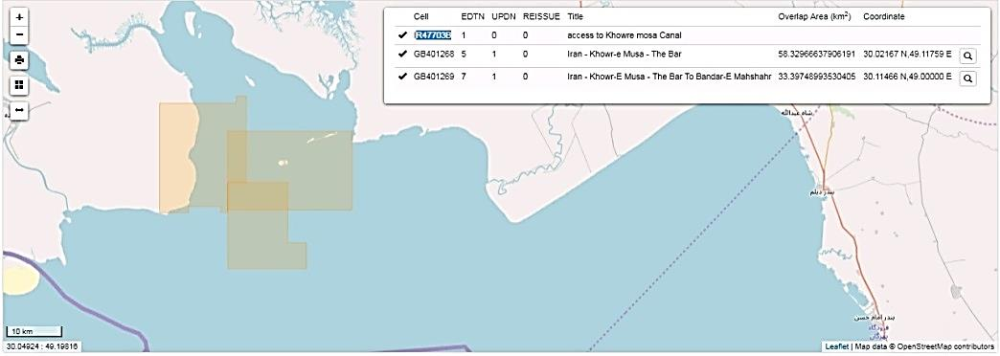 Cell EDTN UPDN REISSUE Title Overlap Area (km²) Coordinate
IR47703B 1 0 0 access to Khowre mosa Canal
GB401268 5 1 0 Iran - Khowr-e Musa - The Bar 58.32966637906191 30.02167 N,49.11759 E
GB401269 7 1 0 Iran - Khowr-E Musa - The Bar To Bandar-E Mahshahr 33.39748993530405 30.11466 N,49.00000 E
+
−
شاه عبدالله
بندر دیلم
بندر امام حسن
فرودگاه
بهرگان
10 km
30.04924 : 49.19816
Leaflet | Map data © OpenStreetMap contributors